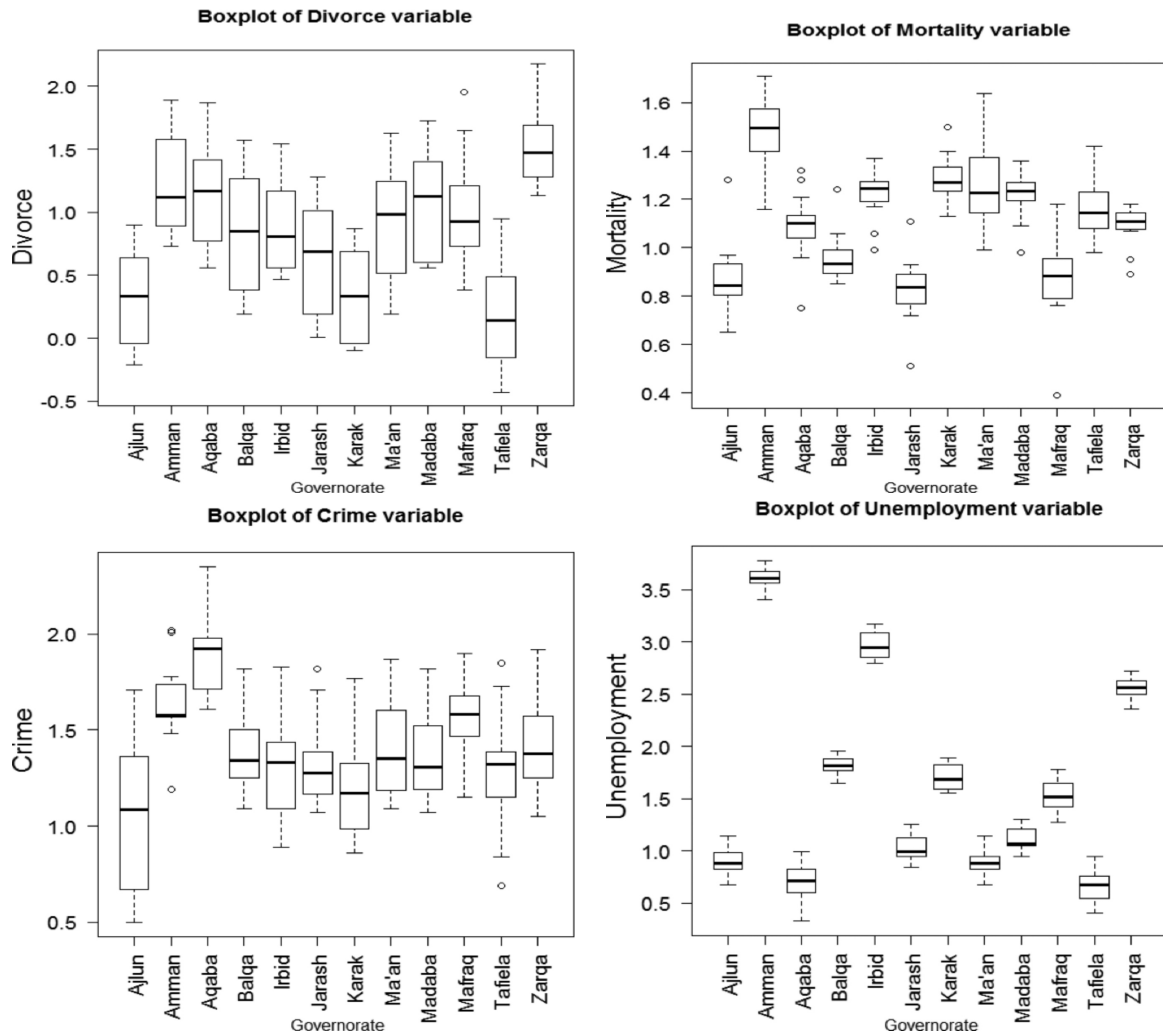 Boxplot of Divorce variable
Divorce
2.0
1.5
1.0
0.5
0.0
-0.5
Ajlun
Amman
Aqaba
Balqa
Irbid
Jarash
Karak
Ma'an
Madaba
Mafraq
Tafiela
Zarqa
Governorate
Boxplot of Mortality variable
Mortality
1.6
1.4
1.2
1.0
0.8
0.6
0.4
Ajlun
Amman
Aqaba
Balqa
Irbid
Jarash
Karak
Ma'an
Madaba
Mafraq
Tafiela
Zarqa
Governorate
Boxplot of Crime variable
Crime
2.0
1.5
1.0
0.5
Ajlun
Amman
Aqaba
Balqa
Irbid
Jarash
Karak
Ma'an
Madaba
Mafraq
Tafiela
Zarqa
Governorate
Boxplot of Unemployment variable
Unemployment
3.5
3.0
2.5
2.0
1.5
1.0
0.5
Ajlun
Amman
Aqaba
Balqa
Irbid
Jarash
Karak
Ma'an
Madaba
Mafraq
Tafiela
Zarqa
Governorate